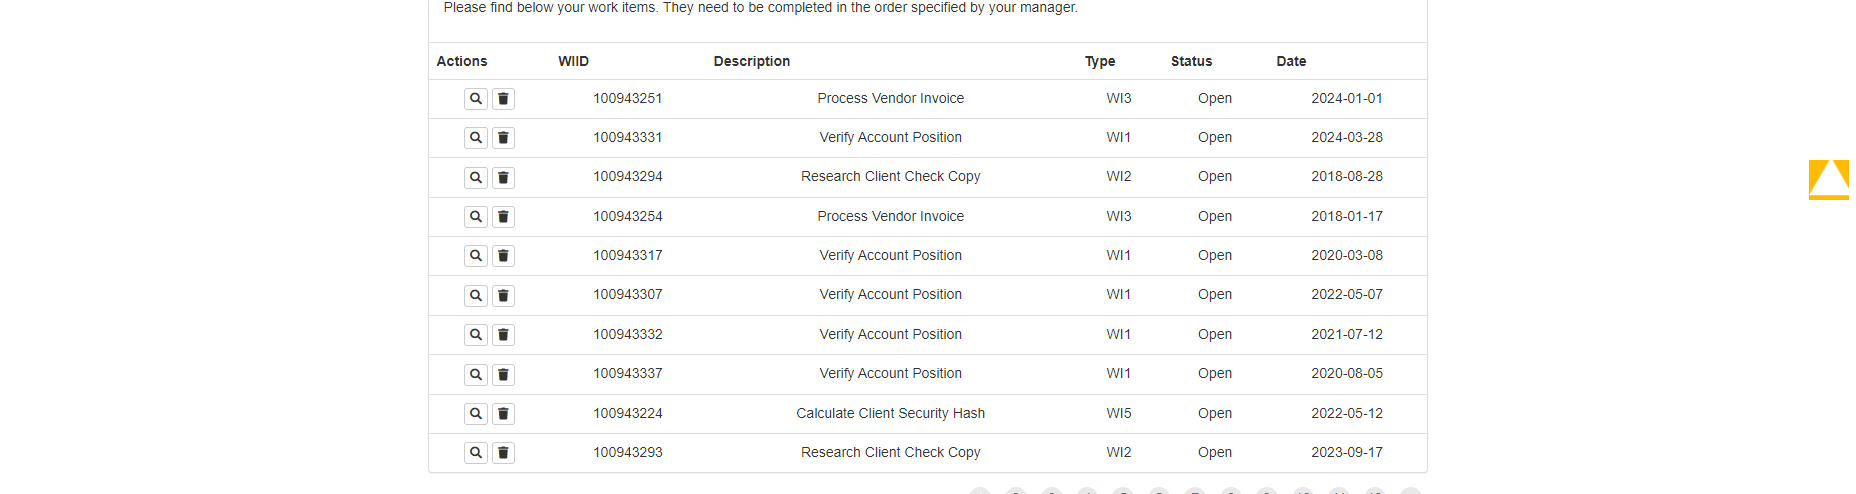 Please find below your work items. They need to be completed in the order specified by your manager.
Actions WIID Description Type Status Date
100943251 Process Vendor Invoice WI3 Open 2024-01-01
100943331 Verify Account Position WI1 Open 2024-03-28
100943294 Research Client Check Copy WI2 Open 2018-08-28
100943254 Process Vendor Invoice WI3 Open 2018-01-17
100943317 Verify Account Position WI1 Open 2020-03-08
100943307 Verify Account Position WI1 Open 2022-05-07
100943332 Verify Account Position WI1 Open 2021-07-12
100943337 Verify Account Position WI1 Open 2020-08-05
100943224 Calculate Client Security Hash WI5 Open 2022-05-12
100943293 Research Client Check Copy WI2 Open 2023-09-17